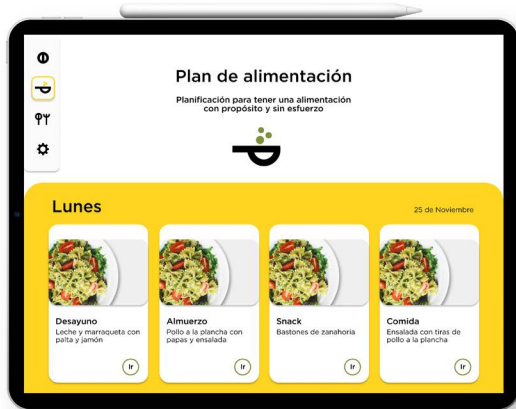 Plan de alimentación
Planificación para tener una alimentación
con propósito y sin esfuerzo
Lunes
25 de Noviembre
Desayuno
Leche y marraqueta con
palta y jamón
Ir
Almuerzo
Pollo a la plancha con
papas y ensalada
Ir
Snack
Bastones de zanahoria
Ir
Comida
Ensalada con tiras de
pollo a la plancha
Ir